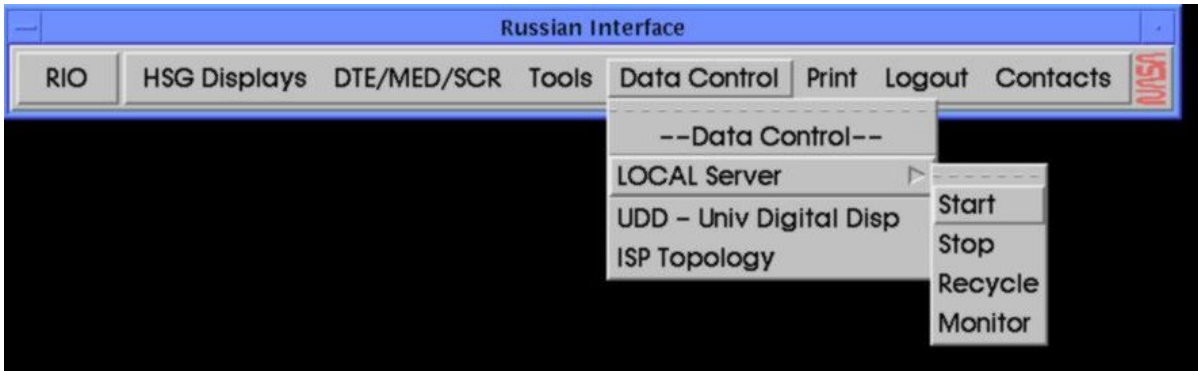 Russian Interface
RIO HSG Displays DTE/MED/SCR Tools Data Control Print Logout Contacts NASA
--Data Control--
LOCAL Server
UDD - Univ Digital Disp
ISP Topology
Start
Stop
Recycle
Monitor